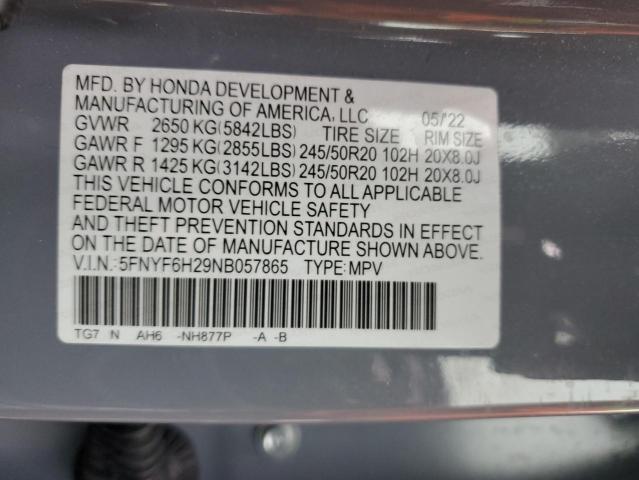 MFD. BY HONDA DEVELOPMENT &
MANUFACTURING OF AMERICA, LLC 05/22
GVWR 2650 KG(5842LBS) TIRE SIZE RIM SIZE
GAWR F 1295 KG(2855LBS) 245/50R20 102H 20X8.0J
GAWR R 1425 KG(3142LBS) 245/50R20 102H 20X8.0J
THIS VEHICLE CONFORMS TO ALL APPLICABLE
FEDERAL MOTOR VEHICLE SAFETY
AND THEFT PREVENTION STANDARDS IN EFFECT
ON THE DATE OF MANUFACTURE SHOWN ABOVE.
V.I.N.:5FNYF6H29NB057865 TYPE:MPV
TG7 N AH6 -NH877P -A -B